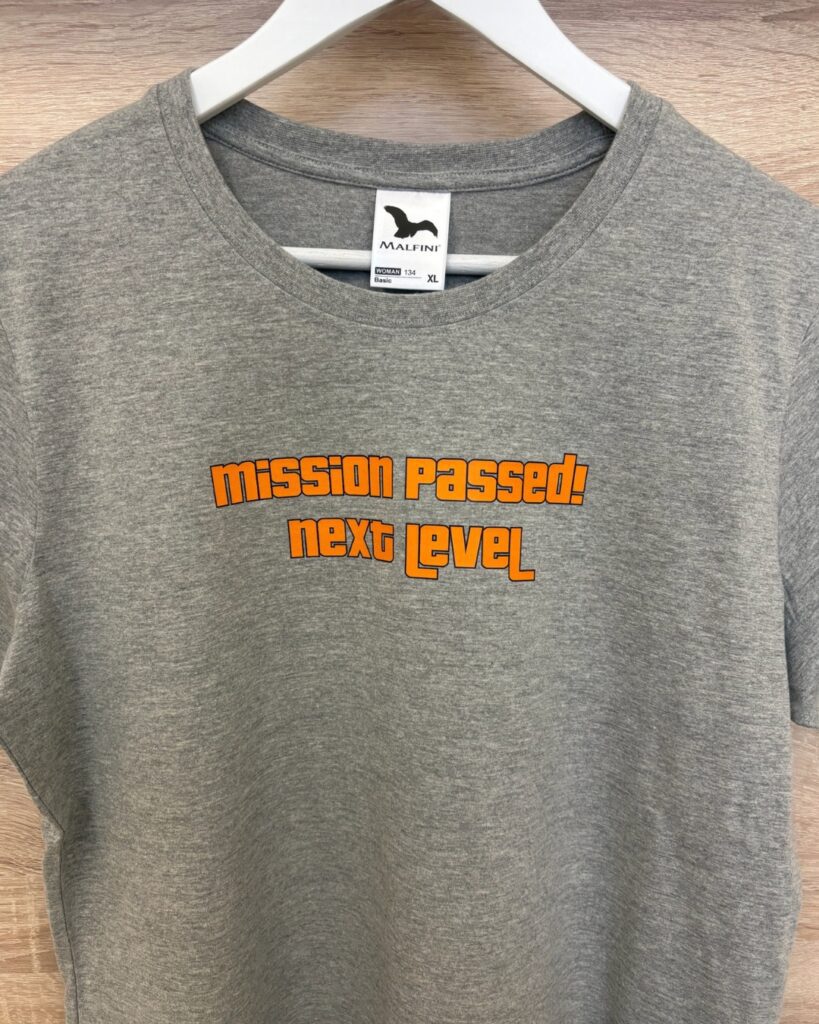 MALFINI®
WOMAN 134
Basic XL
mission passed!
next level